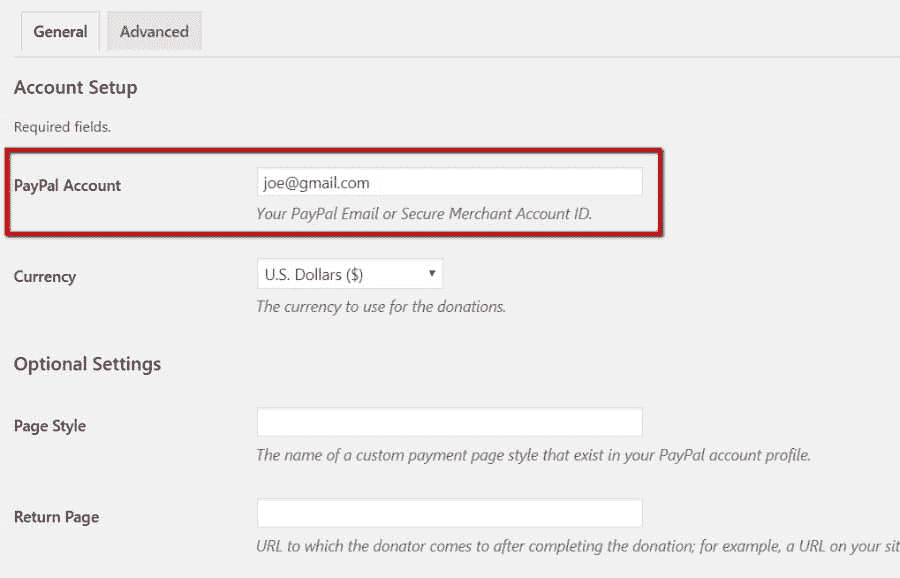 General Advanced
Account Setup
Required fields.
PayPal Account joe@gmail.com
Your PayPal Email or Secure Merchant Account ID.
Currency U.S. Dollars ($)
The currency to use for the donations.
Optional Settings
Page Style
The name of a custom payment page style that exist in your PayPal account profile.
Return Page
URL to which the donator comes to after completing the donation; for example, a URL on your sit